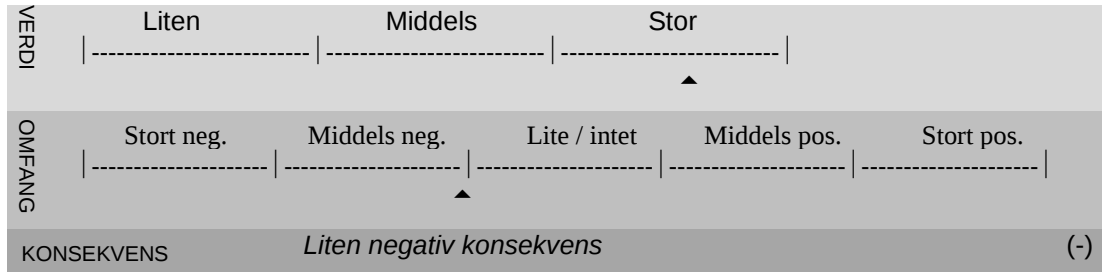 VERDI
Liten Middels Stor
|--------------------------|--------------------------|--------------------------|
OMFANG
Stort neg. Middels neg. Lite / intet Middels pos. Stort pos.
|--------------------|--------------------|--------------------|--------------------|--------------------|
KONSEKVENS Liten negativ konsekvens (-)